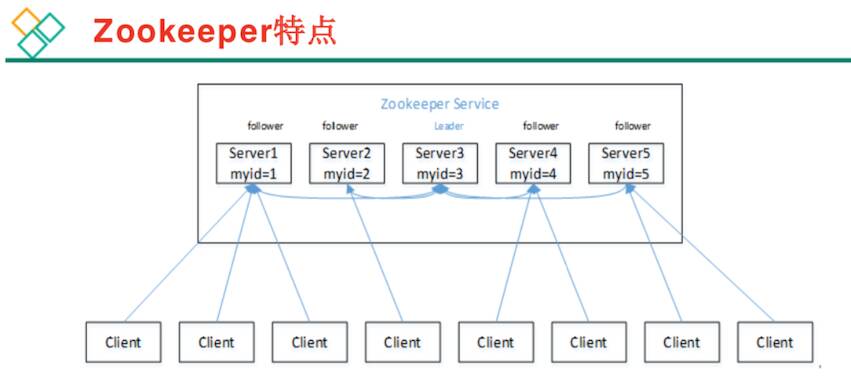 Zookeeper特点
Zookeeper Service
follower follower Leader follower follower
Server1 Server2 Server3 Server4 Server5
myid=1 myid=2 myid=3 myid=4 myid=5
Client Client Client Client Client Client Client Client